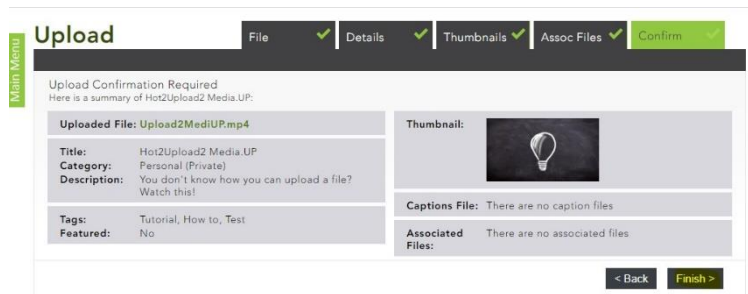 Main Menu
Upload
File
Details
Thumbnails
Assoc Files
Confirm
Upload Confirmation Required
Here is a summary of Hot2Upload2 Media.UP:
Uploaded File: Upload2MediUP.mp4
Title: Hot2Upload2 Media.UP
Category: Personal (Private)
Description: You don't know how you can upload a file?
Watch this!
Tags: Tutorial, How to, Test
Featured: No
Thumbnail:
Captions File: There are no caption files
Associated Files: There are no associated files
< Back
Finish >